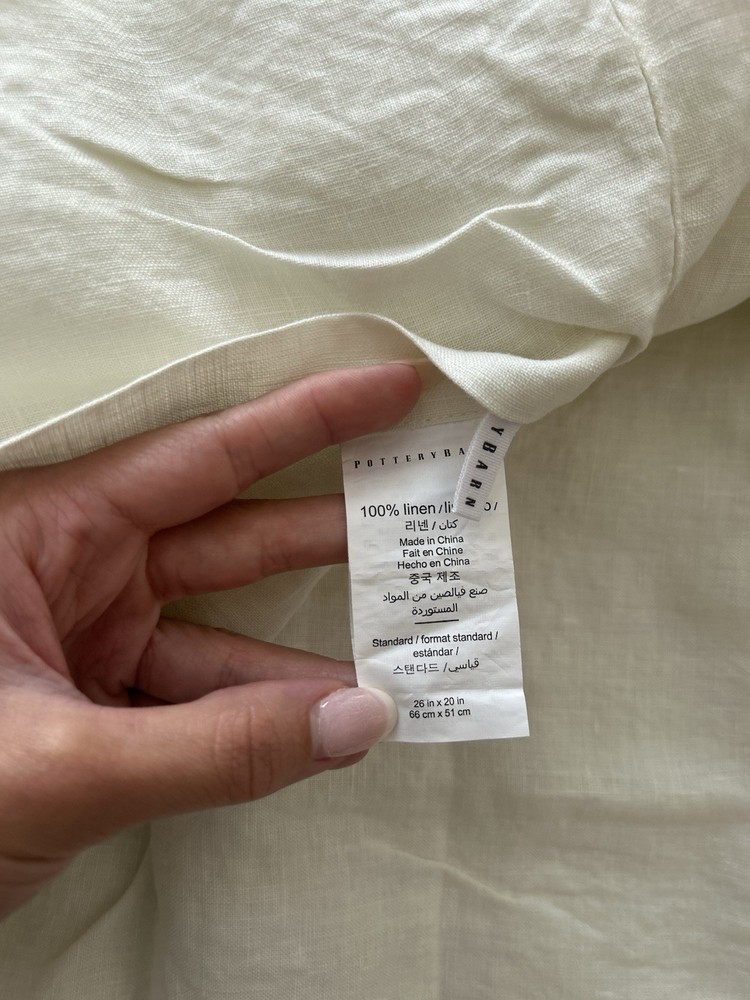 POTTERYBA
YBARN
100% linen / li o /
리넨 / كتان
Made in China
Fait en Chine
Hecho en China
중국 제조
صنع فيالصين من المواد
المستوردة
Standard / format standard /
estándar /
스탠다드 / قياسي
26 in x 20 in
66 cm x 51 cm